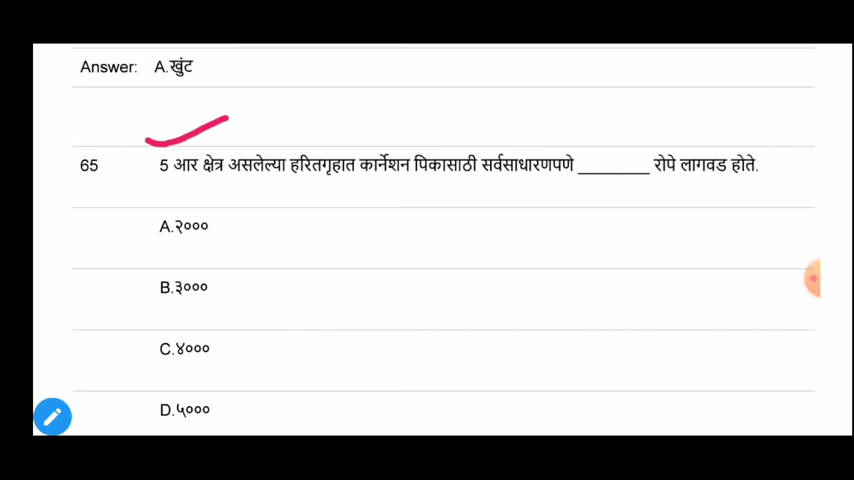 Answer: A.खुंट
65 5 आर क्षेत्र असलेल्या हरितगृहात कार्नेशन पिकासाठी सर्वसाधारणपणे ________ रोपे लागवड होते.
A.२०००
B.३०००
C.४०००
D.५०००